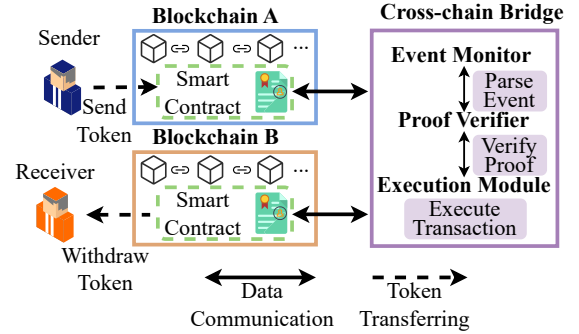 Sender
Send
Token
Blockchain A
...
Smart
Contract
Blockchain B
...
Smart
Contract
Receiver
Withdraw
Token
Cross-chain Bridge
Event Monitor
Parse
Event
Proof Verifier
Verify
Proof
Execution Module
Execute
Transaction
Data
Communication
Token
Transferring